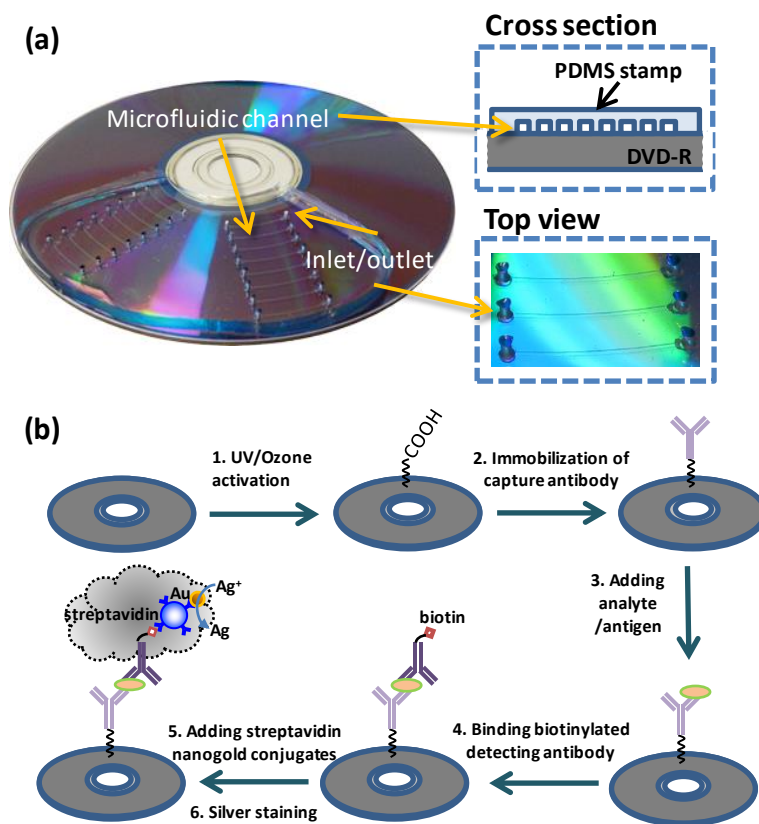 (a)
Cross section
PDMS stamp
Microfluidic channel
DVD-R
Top view
Inlet/outlet
(b)
COOH
1. UV/Ozone
activation
2. Immobilization of
capture antibody
3. Adding
analyte
/antigen
Au
Ag⁺
streptavidin
Ag
biotin
4. Binding biotinylated
detecting antibody
5. Adding streptavidin
nanogold conjugates
6. Silver staining